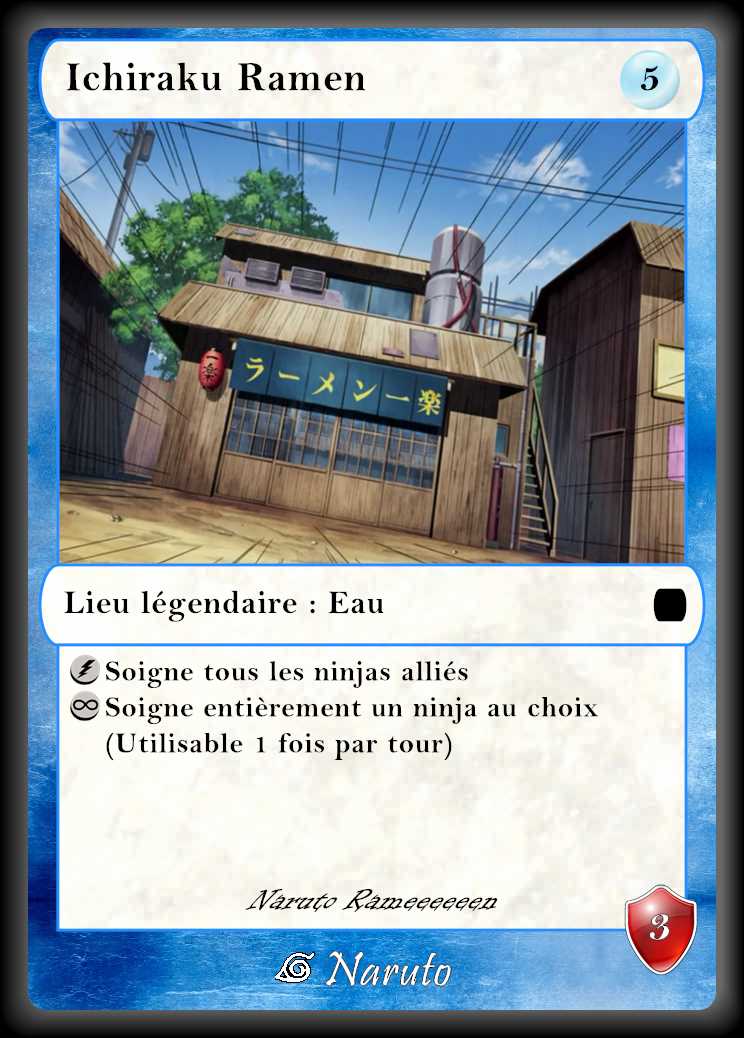 Ichiraku Ramen
5
一楽
ラーメン一楽
Lieu légendaire : Eau
Soigne tous les ninjas alliés
Soigne entièrement un ninja au choix
(Utilisable 1 fois par tour)
Naruto Rameeeeeen
3
Naruto